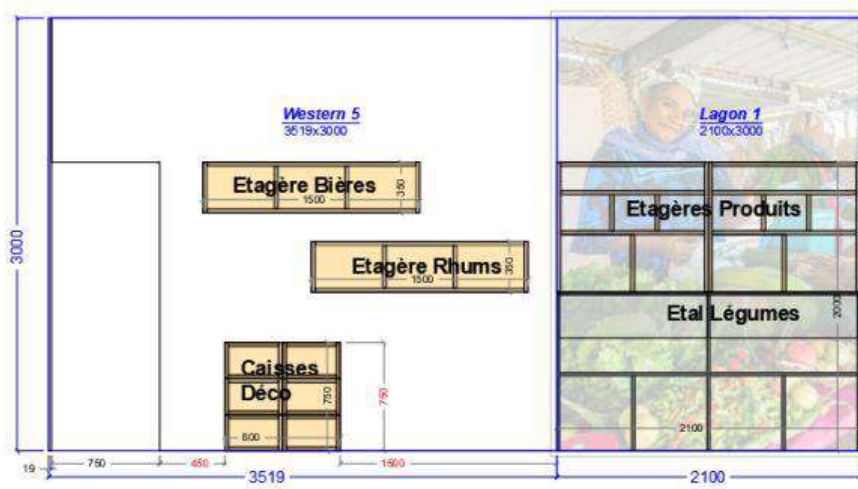 Western 5
3519x3000
Lagon 1
2100x3000
Etagère Bières
1500
350
Etagères Produits
Etagère Rhums
1500
350
3000
Etal Légumes
2000
Caisses
Déco
750
750
800
2100
19
750
450
1500
3519
2100